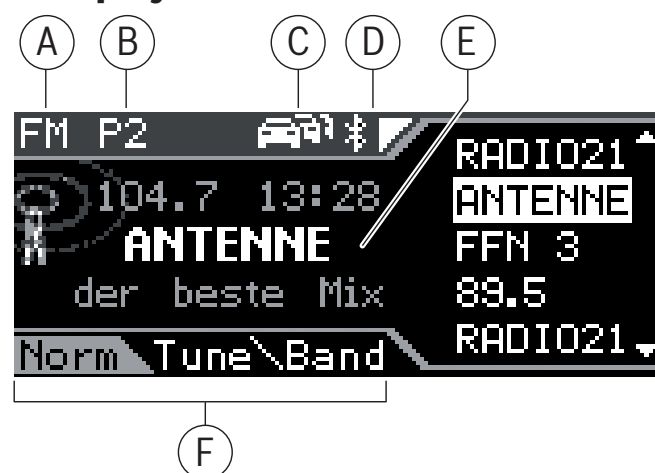 A B C D E
FM P2
104.7 13:28
ANTENNE
der beste Mix
Norm Tune Band
RADIO21
ANTENNE
FFN 3
89.5
RADIO21
F